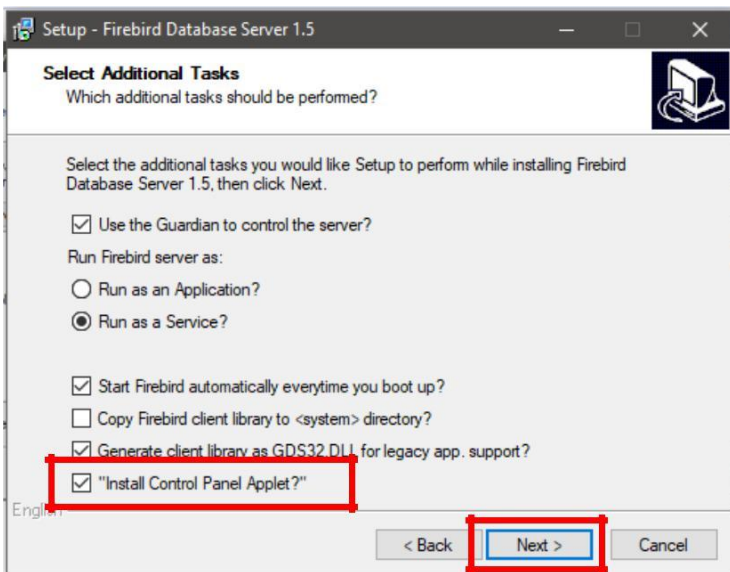 Setup - Firebird Database Server 1.5
Select Additional Tasks
Which additional tasks should be performed?
Select the additional tasks you would like Setup to perform while installing Firebird
Database Server 1.5, then click Next.
Use the Guardian to control the server?
Run Firebird server as:
Run as an Application?
Run as a Service?
Start Firebird automatically everytime you boot up?
Copy Firebird client library to <system> directory?
Generate client library as GDS32.DLL for legacy app. support?
"Install Control Panel Applet?"
English
< Back Next > Cancel